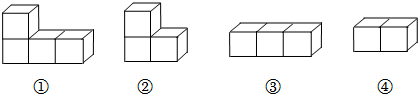 ① ② ③ ④